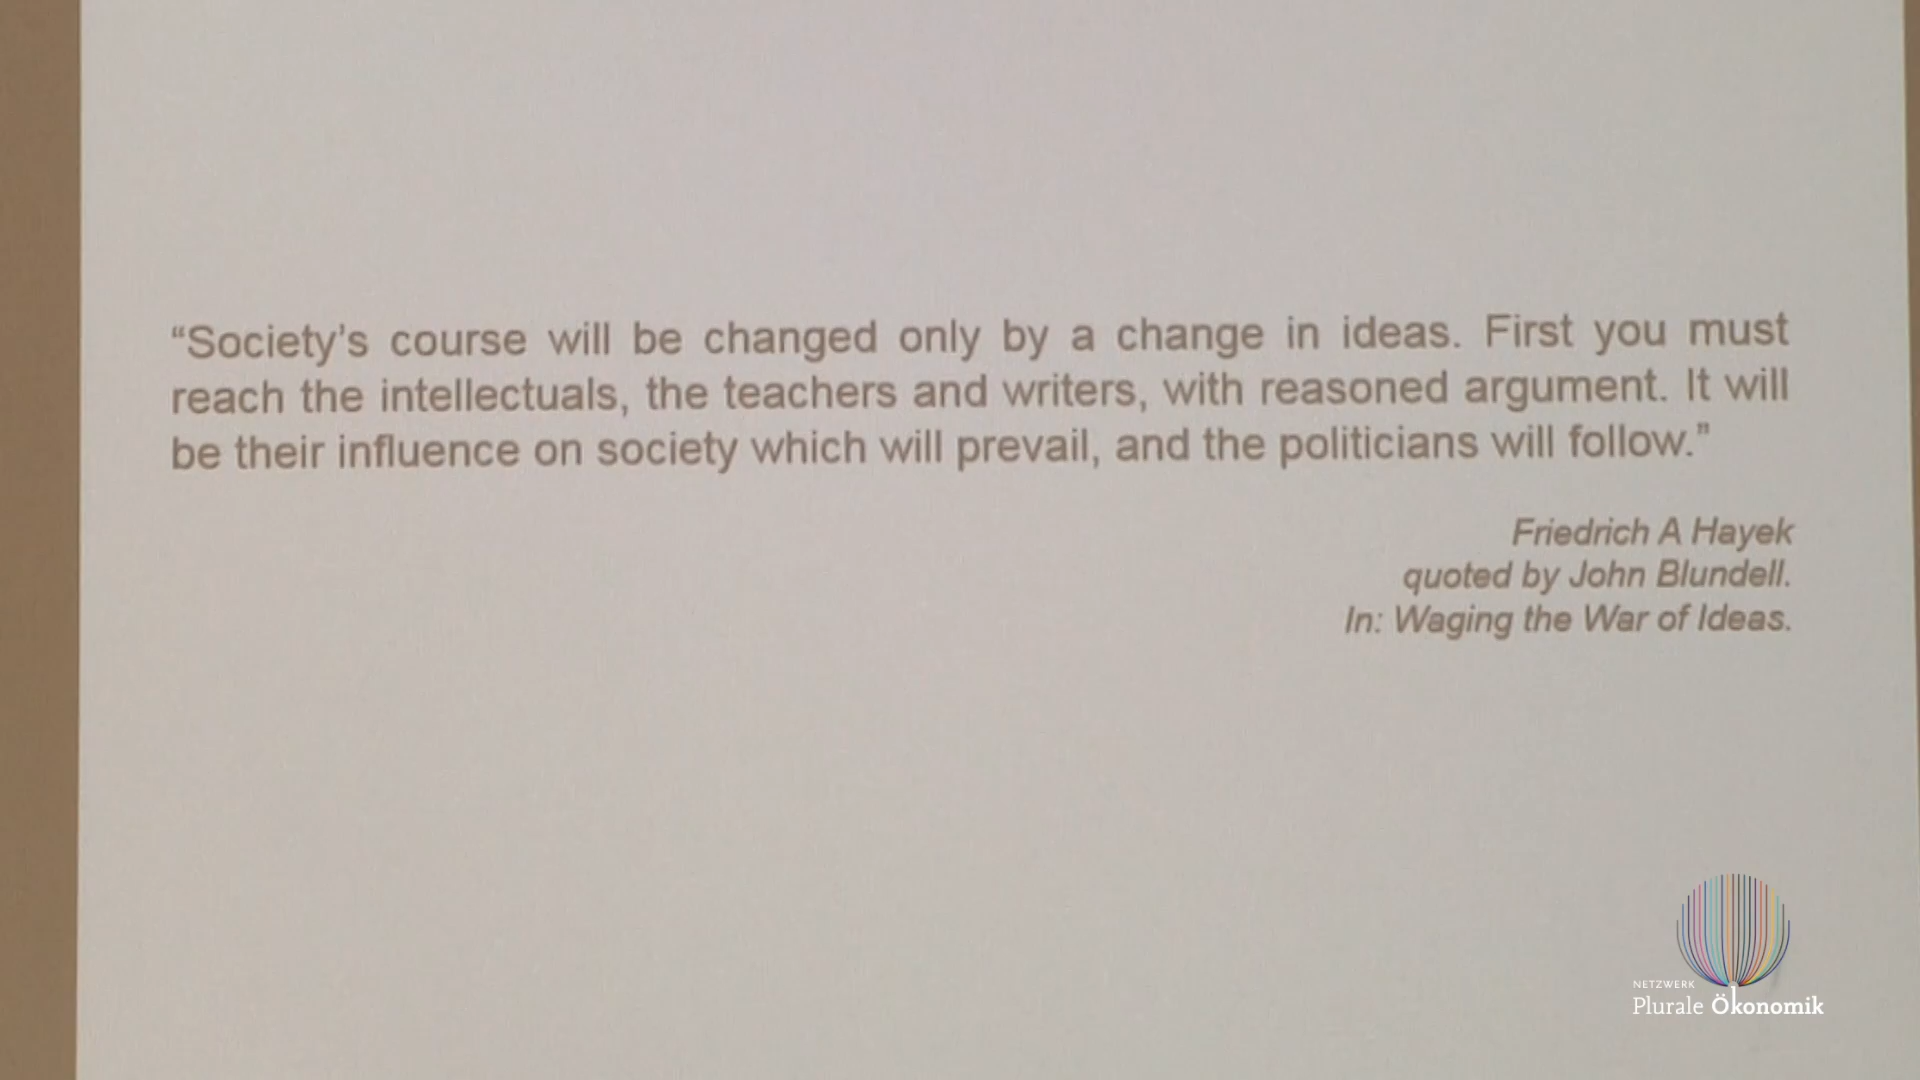 “Society’s course will be changed only by a change in ideas. First you must
reach the intellectuals, the teachers and writers, with reasoned argument. It will
be their influence on society which will prevail, and the politicians will follow.”
Friedrich A Hayek
quoted by John Blundell.
In: Waging the War of Ideas.
NETZWERK
Plurale Ökonomik